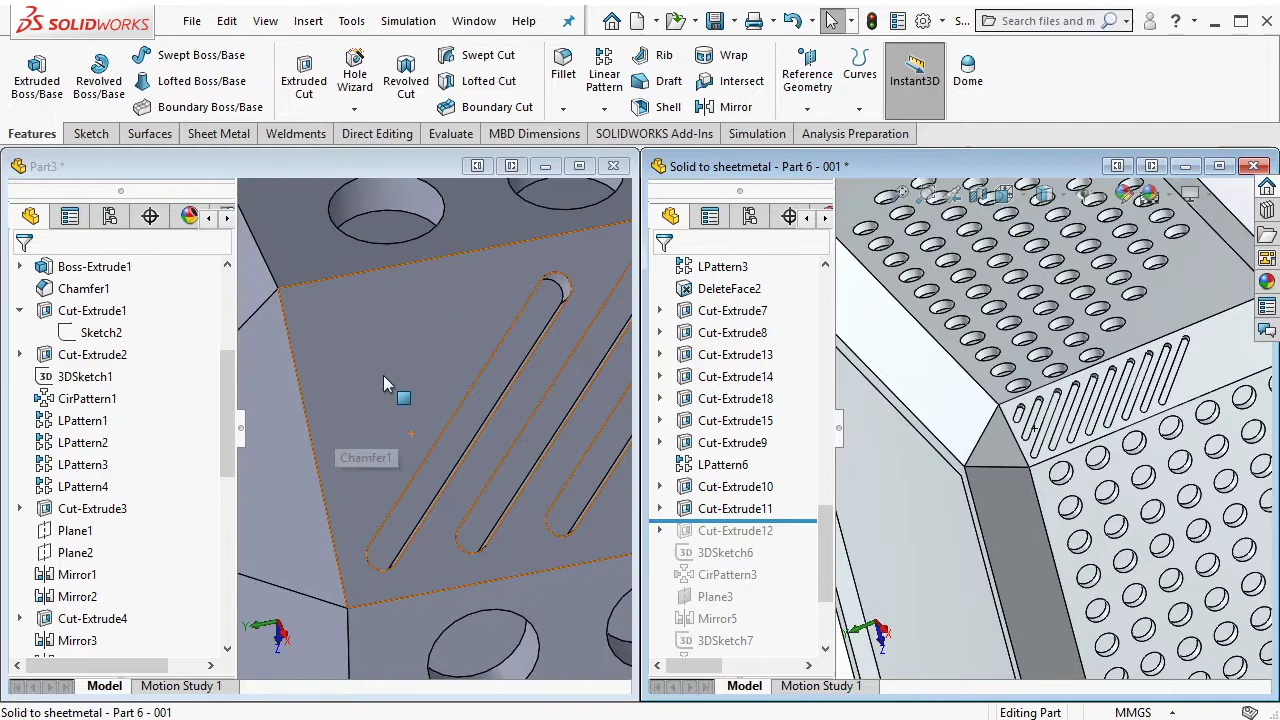 SOLIDWORKS
File Edit View Insert Tools Simulation Window Help
S...
Search files and m
Extruded Boss/Base
Revolved Boss/Base
Swept Boss/Base
Lofted Boss/Base
Boundary Boss/Base
Extruded Cut
Hole Wizard
Revolved Cut
Swept Cut
Lofted Cut
Boundary Cut
Fillet
Linear Pattern
Rib
Draft
Shell
Wrap
Intersect
Mirror
Reference Geometry
Curves
Instant3D
Dome
Features Sketch Surfaces Sheet Metal Weldments Direct Editing Evaluate MBD Dimensions SOLIDWORKS Add-Ins Simulation Analysis Preparation
Part3 *
Boss-Extrude1
Chamfer1
Cut-Extrude1
Sketch2
Cut-Extrude2
3D 3DSketch1
CirPattern1
LPattern1
LPattern2
LPattern3
LPattern4
Cut-Extrude3
Plane1
Plane2
Mirror1
Mirror2
Cut-Extrude4
Mirror3
Chamfer1
Y
X
Z
Model Motion Study 1
Solid to sheetmetal - Part 6 - 001 *
LPattern3
DeleteFace2
Cut-Extrude7
Cut-Extrude8
Cut-Extrude13
Cut-Extrude14
Cut-Extrude18
Cut-Extrude15
Cut-Extrude9
LPattern6
Cut-Extrude10
Cut-Extrude11
Cut-Extrude12
3D 3DSketch6
CirPattern3
Plane3
Mirror5
3D 3DSketch7
Y
X
Z
Model Motion Study 1
Solid to sheetmetal - Part 6 - 001
Editing Part
MMGS